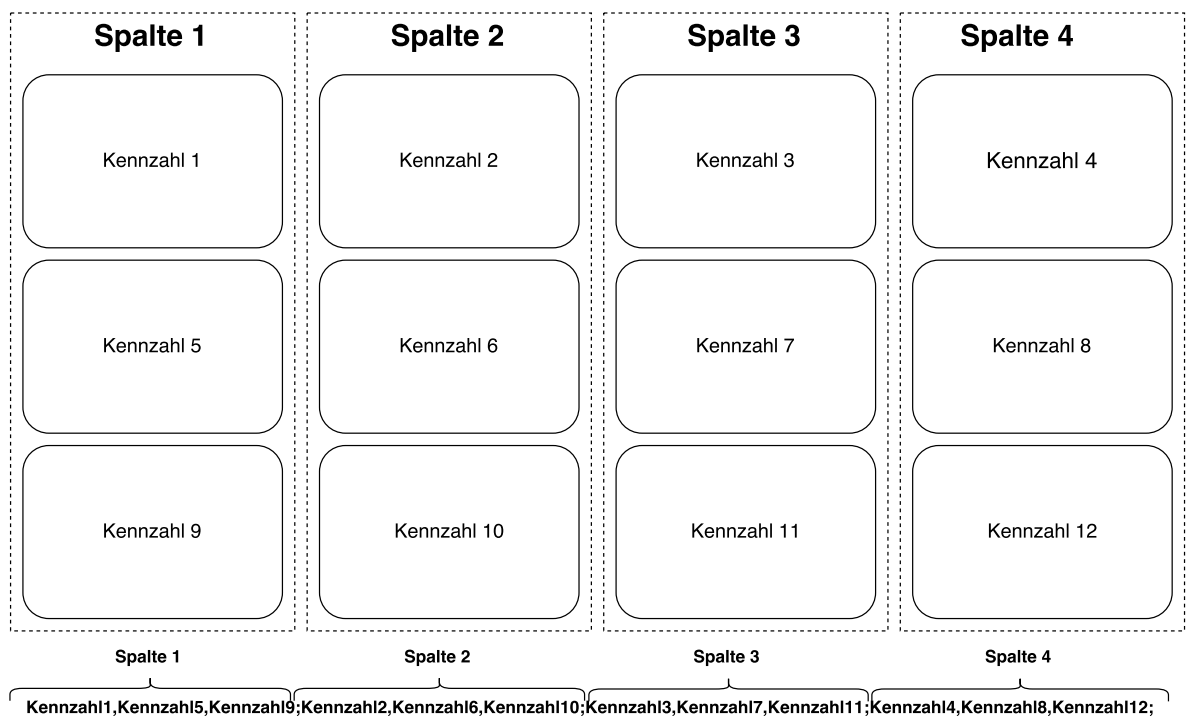 Spalte 1 Spalte 2 Spalte 3 Spalte 4
Kennzahl 1 Kennzahl 2 Kennzahl 3 Kennzahl 4
Kennzahl 5 Kennzahl 6 Kennzahl 7 Kennzahl 8
Kennzahl 9 Kennzahl 10 Kennzahl 11 Kennzahl 12
Spalte 1 Spalte 2 Spalte 3 Spalte 4
Kennzahl1,Kennzahl5,Kennzahl9;Kennzahl2,Kennzahl6,Kennzahl10;Kennzahl3,Kennzahl7,Kennzahl11;Kennzahl4,Kennzahl8,Kennzahl12;